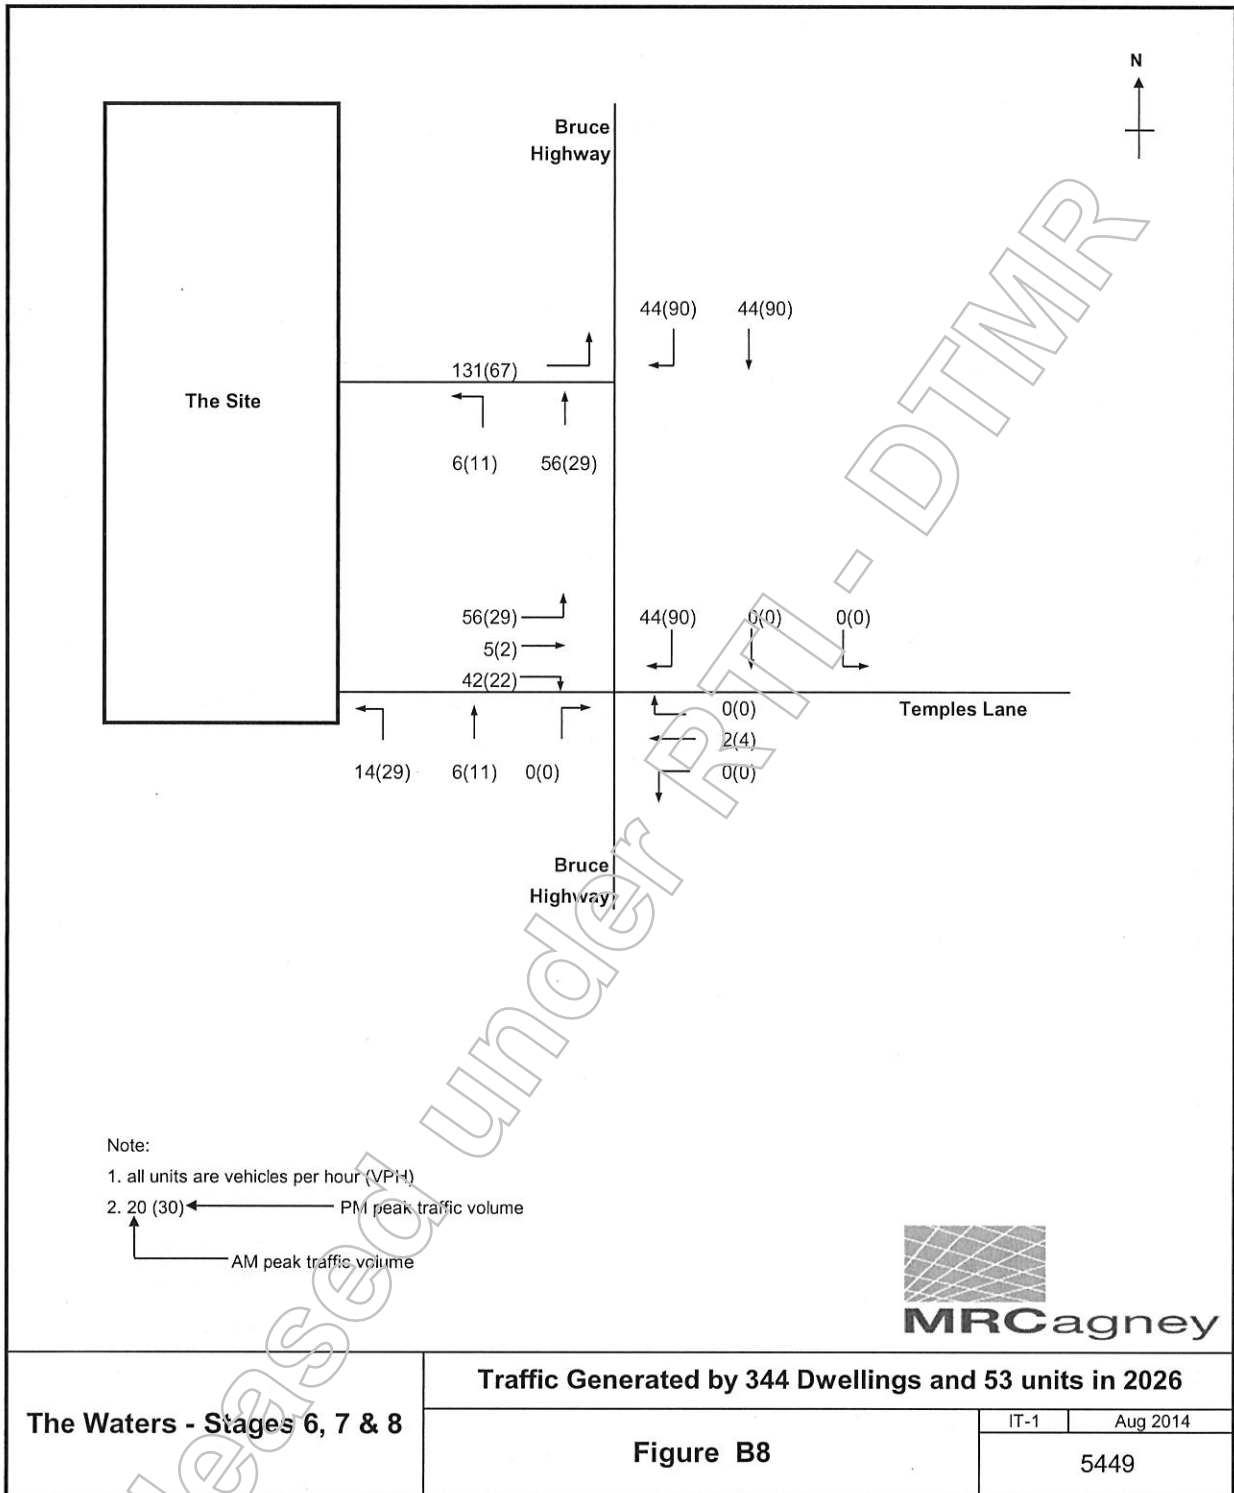 N
Bruce
Highway
44(90) 44(90)
131(67)
The Site
6(11) 56(29)
56(29)
44(90) 0(0) 0(0)
5(2)
42(22)
0(0)
Temples Lane
2(4)
14(29) 6(11) 0(0)
0(0)
Bruce
Highway
Note:
1. all units are vehicles per hour (VPH)
2. 20 (30) PM peak traffic volume
AM peak traffic volume
MRCagney
Traffic Generated by 344 Dwellings and 53 units in 2026
The Waters - Stages 6, 7 & 8
IT-1 Aug 2014
Figure B8
5449
leased under RTI - DTMR